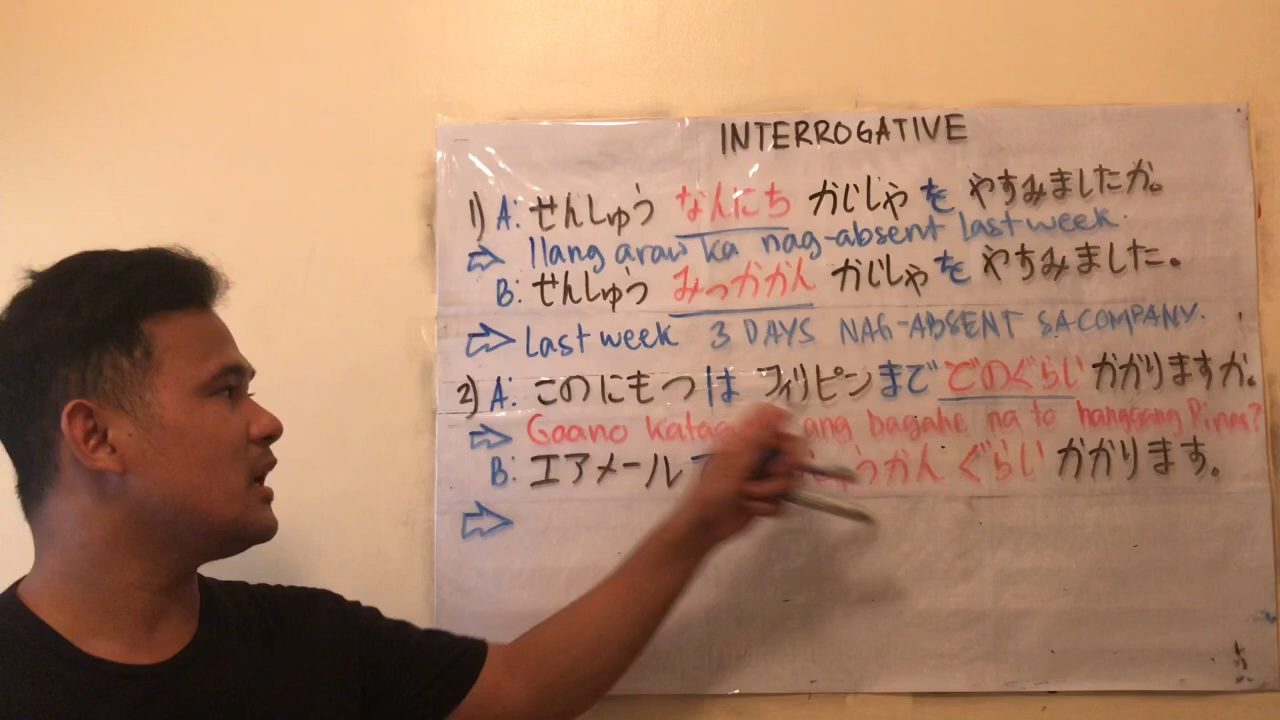 INTERROGATIVE
1) A: せんしゅう なんにち かじしゃ を やすみましたか。
⇨ Ilang araw ka nag-absent last week.
B: せんしゅう みっかかん かじしゃ を やちみました。
⇨ Last week 3 DAYS NAG-ABSENT SA COMPANY.
2) A: このにもつ は フィリピン まで どのぐらい かかりますか。
⇨ Gaano ang bagahe na to hanggang Pinas?
B: エアメール かん ぐらい かかります。
⇨